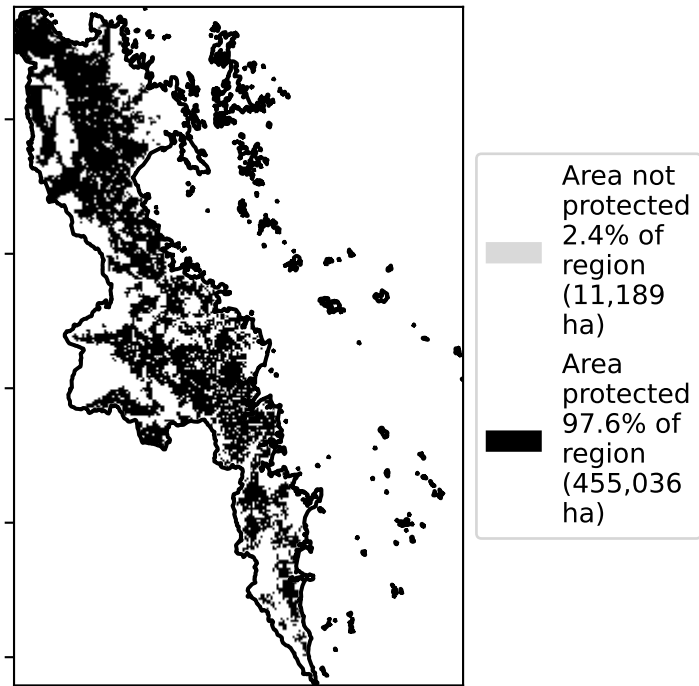 Area not
protected
2.4% of
region
(11,189
ha)
Area
protected
97.6% of
region
(455,036
ha)